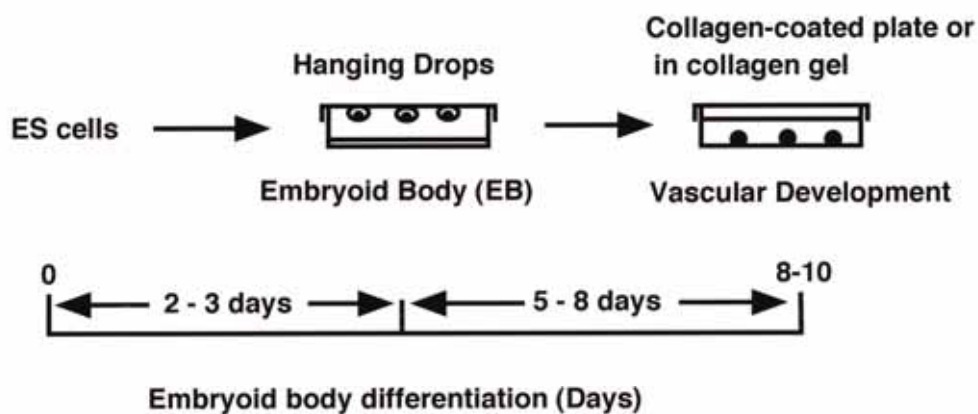 Collagen-coated plate or
in collagen gel
Hanging Drops
ES cells
Embryoid Body (EB)
Vascular Development
0
8-10
2 - 3 days
5 - 8 days
Embryoid body differentiation (Days)